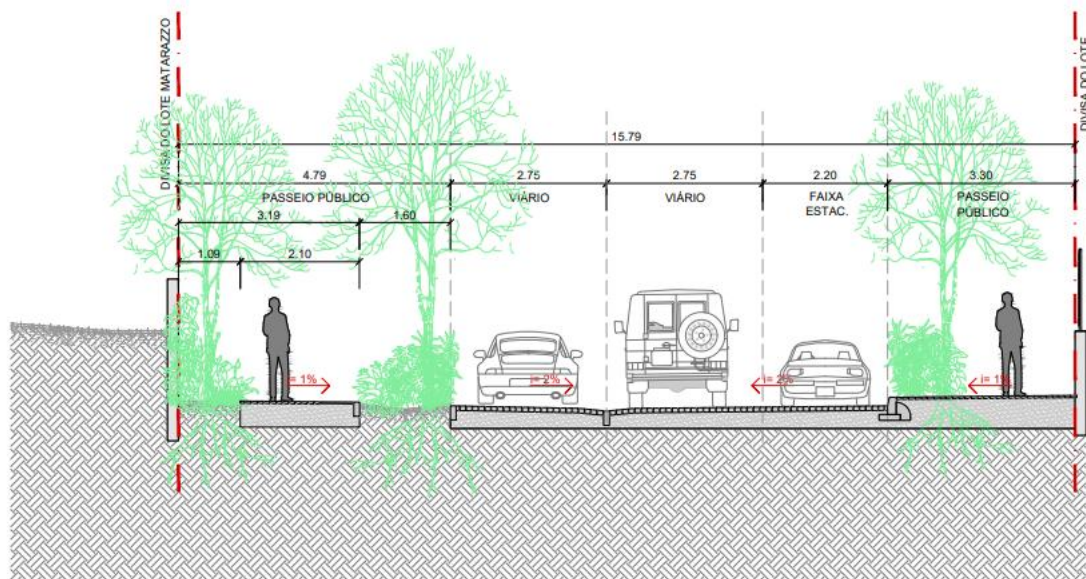 DIVISA DO LOTE MATARAZZO
DIVISA DO LOTE
15.79
4.79
2.75
2.75
2.20
3.30
PASSEIO PÚBLICO
VIÁRIO
VIÁRIO
FAIXA
ESTAC.
PASSEIO
PÚBLICO
3.19
1.60
1.09
2.10
i= 1%
i= 2%
i= 2%
i= 1%